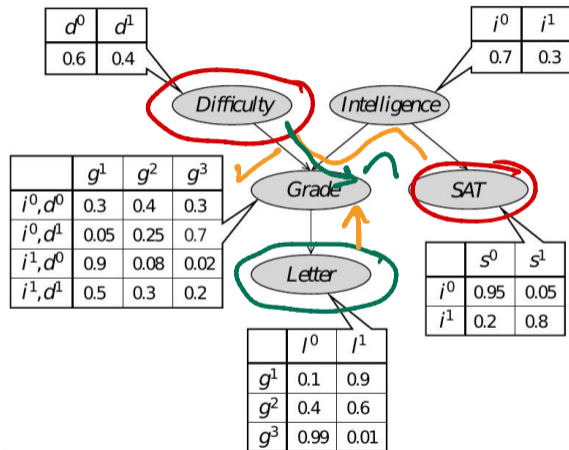 d⁰ d¹
0.6 0.4
i⁰ i¹
0.7 0.3
Difficulty
Intelligence
g¹ g² g³
i⁰,d⁰ 0.3 0.4 0.3
i⁰,d¹ 0.05 0.25 0.7
i¹,d⁰ 0.9 0.08 0.02
i¹,d¹ 0.5 0.3 0.2
Grade
SAT
s⁰ s¹
i⁰ 0.95 0.05
i¹ 0.2 0.8
Letter
l⁰ l¹
g¹ 0.1 0.9
g² 0.4 0.6
g³ 0.99 0.01